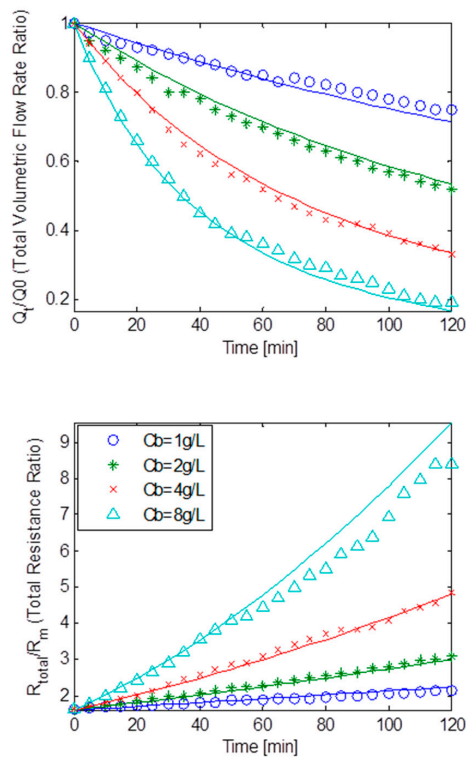 Qt/Q0 (Total Volumetric Flow Rate Ratio)
1
0.8
0.6
0.4
0.2
0 20 40 60 80 100 120
Time [min]
Rtotal/Rm (Total Resistance Ratio)
9
8
7
6
5
4
3
2
Cb=1g/L
Cb=2g/L
Cb=4g/L
Cb=8g/L
0 20 40 60 80 100 120
Time [min]